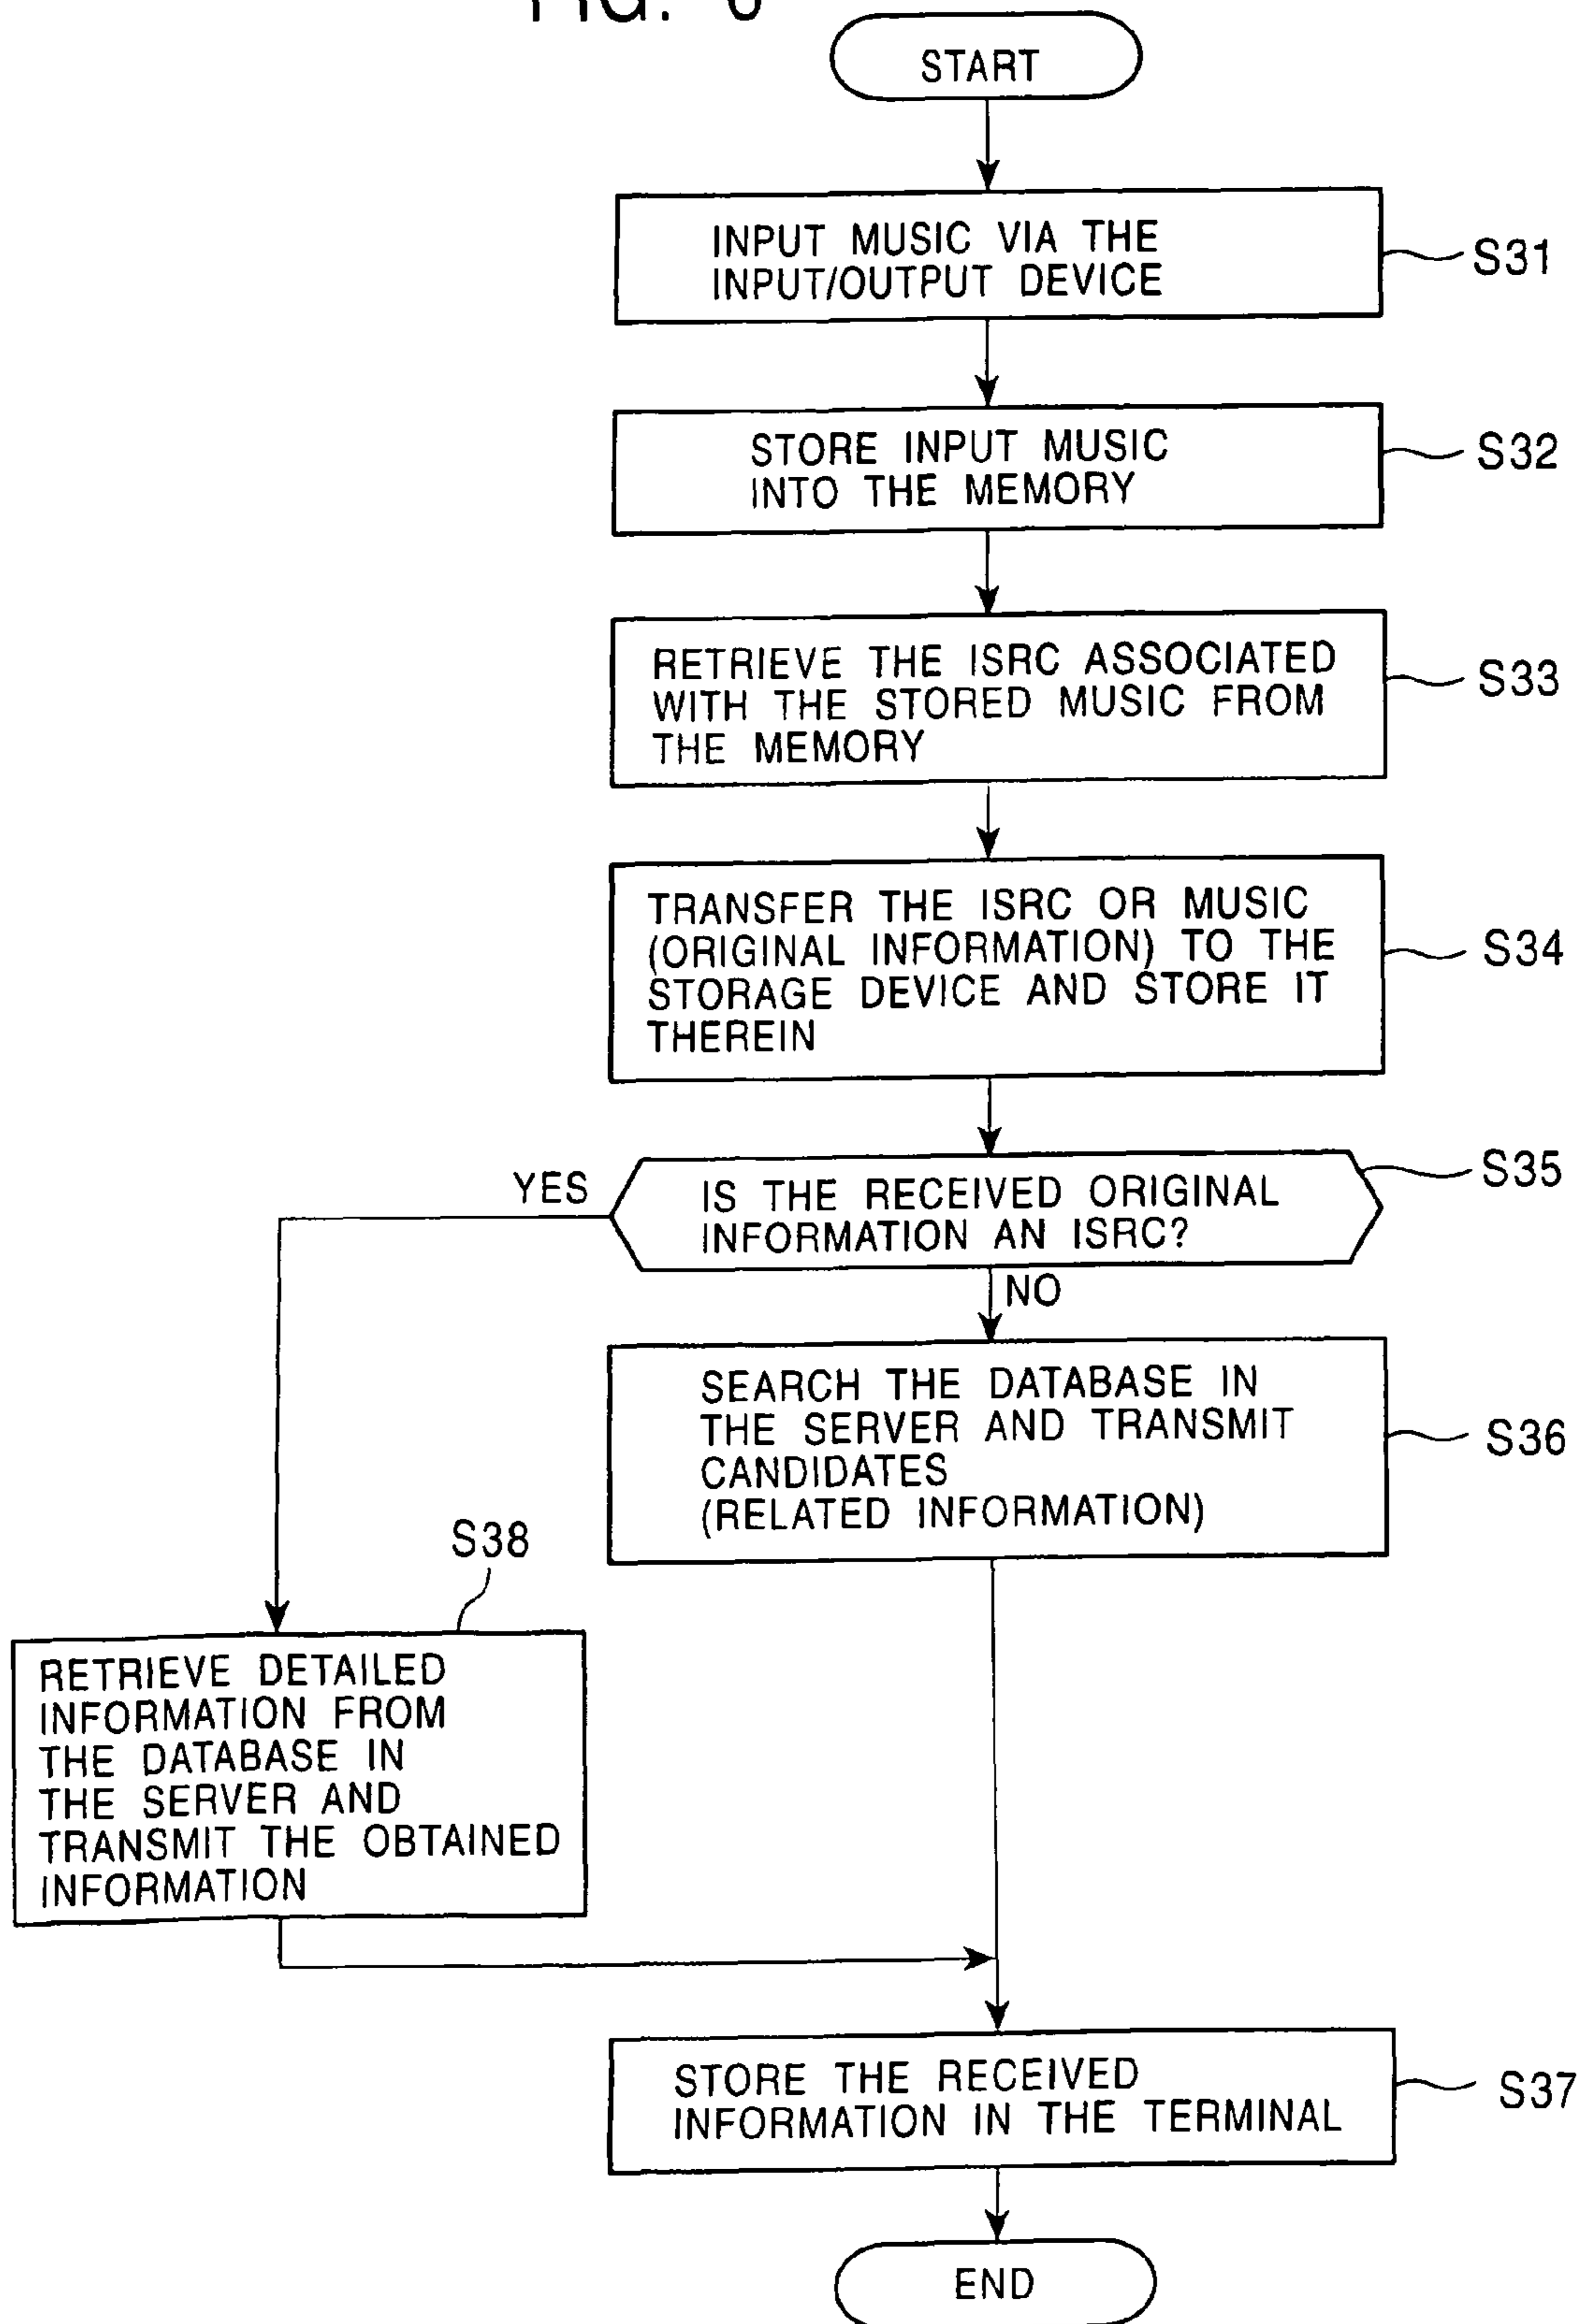 START
INPUT MUSIC VIA THE
INPUT/OUTPUT DEVICE
S31
STORE INPUT MUSIC
INTO THE MEMORY
S32
RETRIEVE THE ISRC ASSOCIATED
WITH THE STORED MUSIC FROM
THE MEMORY
S33
TRANSFER THE ISRC OR MUSIC
(ORIGINAL INFORMATION) TO THE
STORAGE DEVICE AND STORE IT
THEREIN
S34
IS THE RECEIVED ORIGINAL
INFORMATION AN ISRC?
S35
YES
NO
SEARCH THE DATABASE IN
THE SERVER AND TRANSMIT
CANDIDATES
(RELATED INFORMATION)
S36
S38
RETRIEVE DETAILED
INFORMATION FROM
THE DATABASE IN
THE SERVER AND
TRANSMIT THE OBTAINED
INFORMATION
STORE THE RECEIVED
INFORMATION IN THE TERMINAL
S37
END